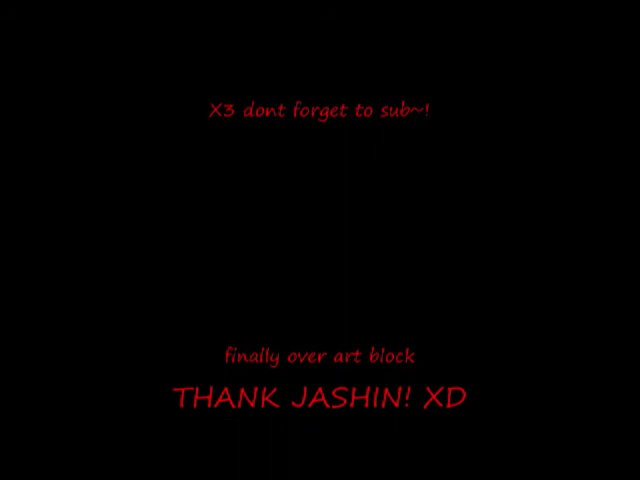 X3 dont forget to sub~!
finally over art block
THANK JASHIN! XD